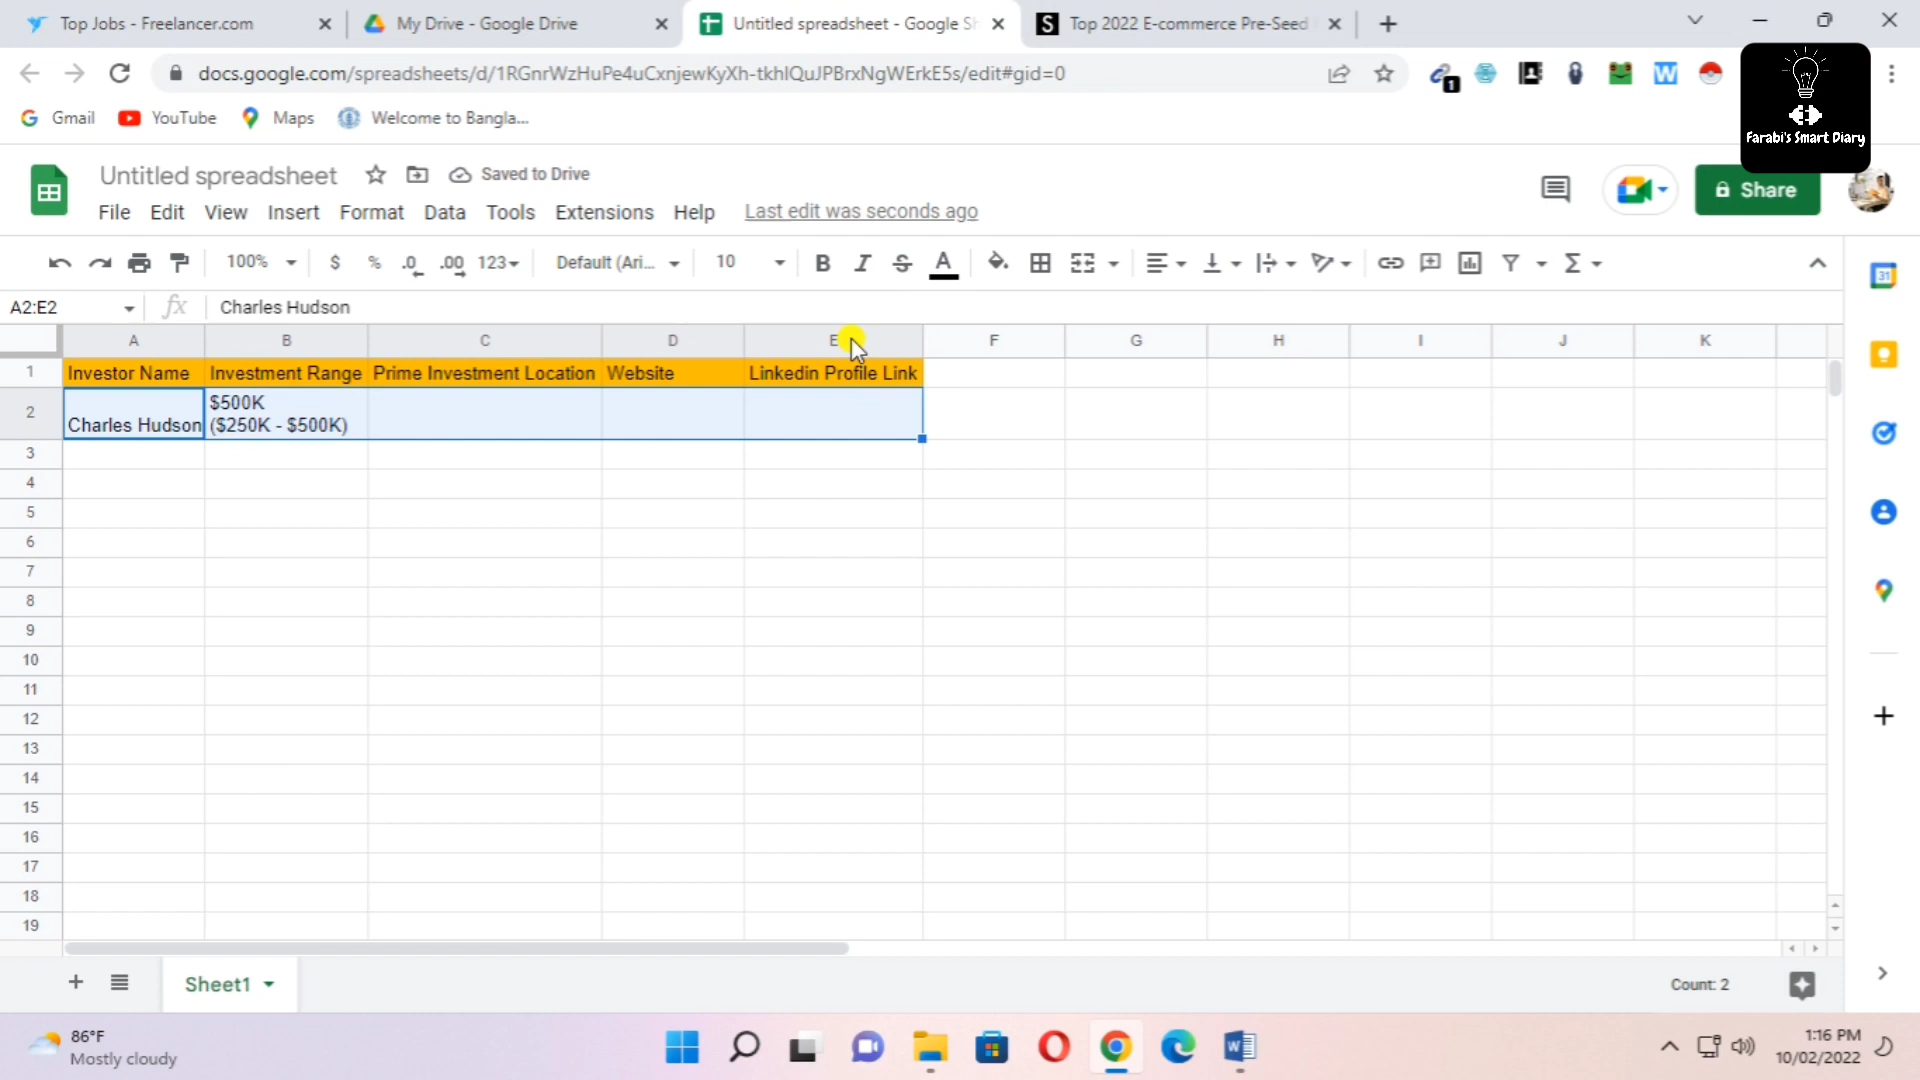 Top Jobs - Freelancer.com
My Drive - Google Drive
Untitled spreadsheet - Google Sh
Top 2022 E-commerce Pre-Seed
docs.google.com/spreadsheets/d/1RGnrWzHuPe4uCxnjewKyXh-tkhIQuJPBrxNgWErkE5s/edit#gid=0
1
W
Gmail
YouTube
Maps
Welcome to Bangla...
Farabi's Smart Diary
Untitled spreadsheet
Saved to Drive
Share
File Edit View Insert Format Data Tools Extensions Help Last edit was seconds ago
100% $ % .0 .00 123 Default (Ari... 10 B I S A Σ
31
A2:E2 fx Charles Hudson
A B C D E F G H I J K
1 Investor Name Investment Range Prime Investment Location Website Linkedin Profile Link
2 Charles Hudson $500K
($250K - $500K)
3
4
5
6
7
8
9
10
11
12
13
14
15
16
17
18
19
Sheet1
Count: 2
86°F
Mostly cloudy
W
1:16 PM
10/02/2022